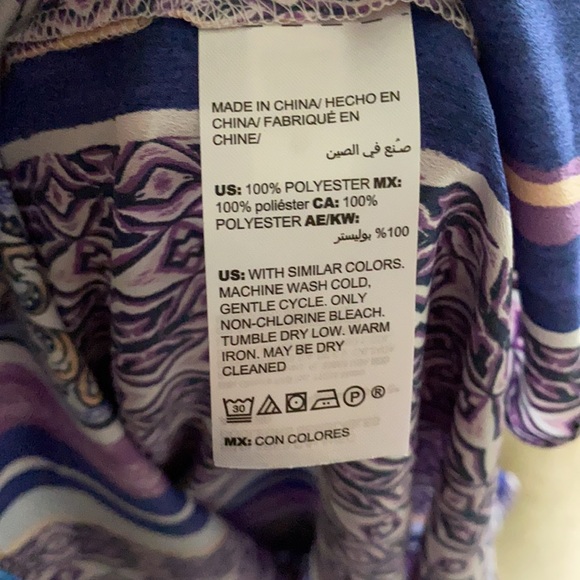 MADE IN CHINA/ HECHO EN
CHINA/ FABRIQUÉ EN
CHINE/
صنع في الصين
US: 100% POLYESTER MX:
100% poliéster CA: 100%
POLYESTER AE/KW:
100% بوليستر
US: WITH SIMILAR COLORS.
MACHINE WASH COLD,
GENTLE CYCLE. ONLY
NON-CHLORINE BLEACH.
TUMBLE DRY LOW. WARM
IRON. MAY BE DRY
CLEANED
30 P ®
MX: CON COLORES